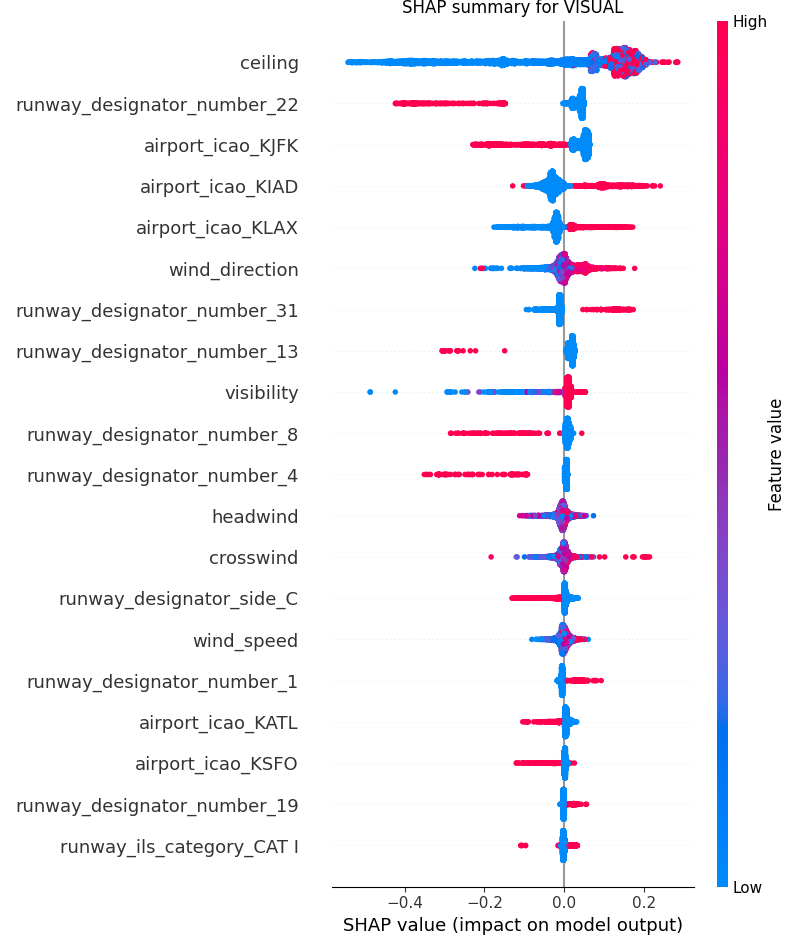 SHAP summary for VISUAL
High
ceiling
runway_designator_number_22
airport_icao_KJFK
airport_icao_KIAD
airport_icao_KLAX
wind_direction
runway_designator_number_31
runway_designator_number_13
visibility
runway_designator_number_8
runway_designator_number_4
headwind
crosswind
runway_designator_side_C
wind_speed
runway_designator_number_1
airport_icao_KATL
airport_icao_KSFO
runway_designator_number_19
runway_ils_category_CAT I
Feature value
Low
−0.4 −0.2 0.0 0.2
SHAP value (impact on model output)